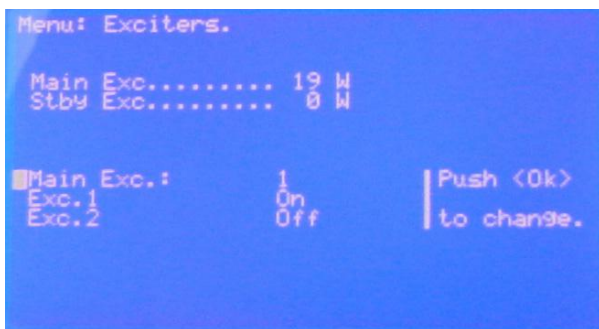 Menu: Exciters.
Main Exc......... 19 W
Stby Exc......... 0 W
Main Exc.: 1
Exc.1 On
Exc.2 Off
Push <Ok>
to change.